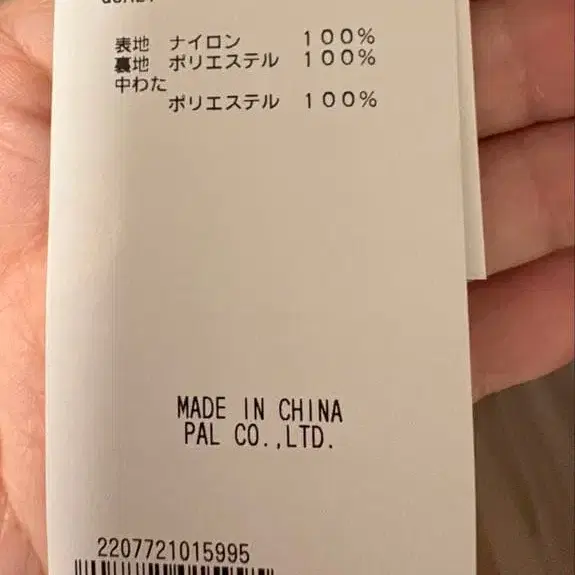 表地 ナイロン 100%
裏地 ポリエステル 100%
中わた
ポリエステル 100%
MADE IN CHINA
PAL CO.,LTD.
2207721015995